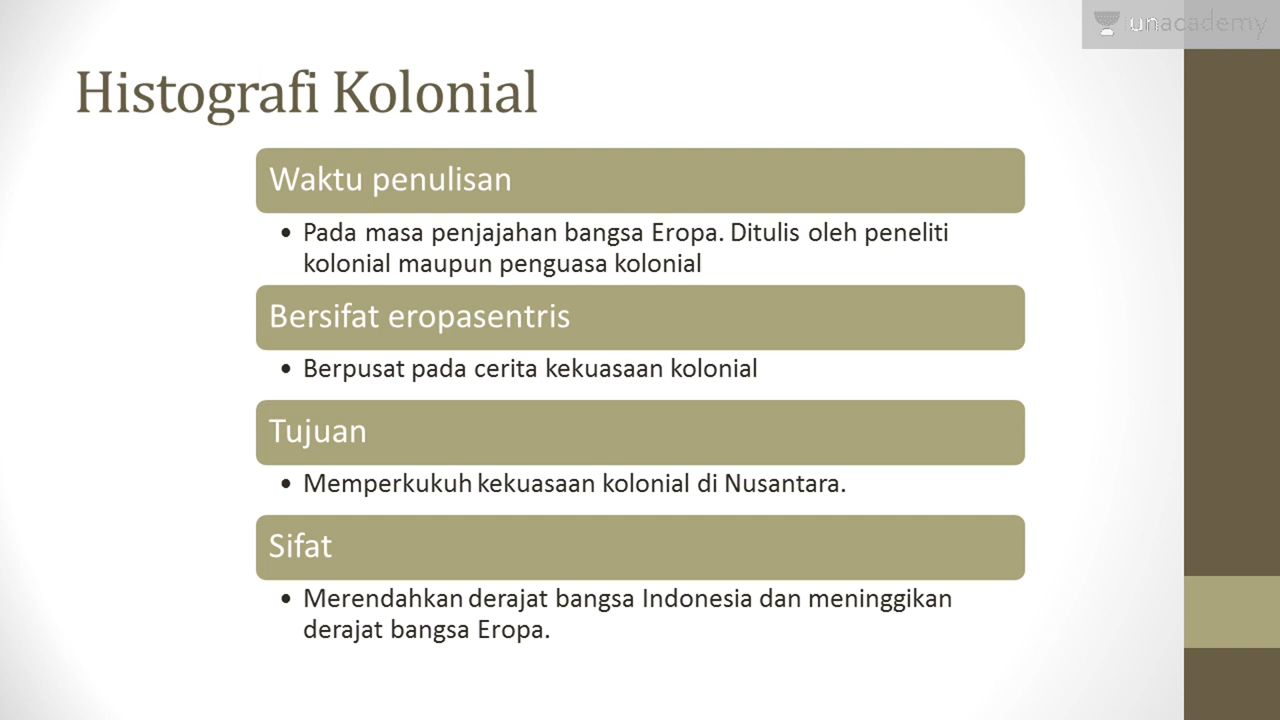 unacademy
Histografi Kolonial
Waktu penulisan
• Pada masa penjajahan bangsa Eropa. Ditulis oleh peneliti
kolonial maupun penguasa kolonial
Bersifat eropasentris
• Berpusat pada cerita kekuasaan kolonial
Tujuan
• Memperkukuh kekuasaan kolonial di Nusantara.
Sifat
• Merendahkan derajat bangsa Indonesia dan meninggikan
derajat bangsa Eropa.